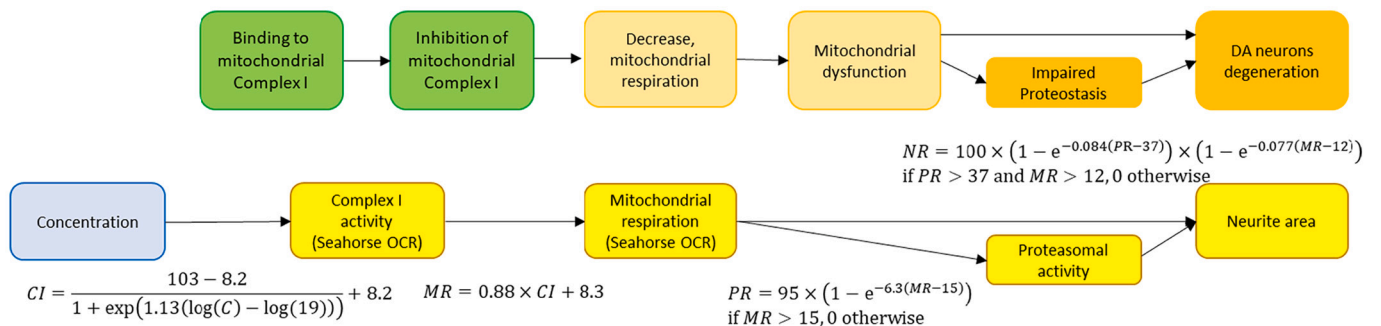 Binding to
mitochondrial
Complex I
Inhibition of
mitochondrial
Complex I
Decrease,
mitochondrial
respiration
Mitochondrial
dysfunction
Impaired
Proteostasis
DA neurons
degeneration
NR = 100 × (1 − e^{−0.084(PR−37)}) × (1 − e^{−0.077(MR−12)})
if PR > 37 and MR > 12, 0 otherwise
Concentration
Complex I
activity
(Seahorse OCR)
Mitochondrial
respiration
(Seahorse OCR)
Proteasomal
activity
Neurite area
CI = \frac{103 − 8.2}{1 + exp(1.13(log(C) − log(19)))} + 8.2
MR = 0.88 × CI + 8.3
PR = 95 × (1 − e^{−6.3(MR−15)})
if MR > 15, 0 otherwise